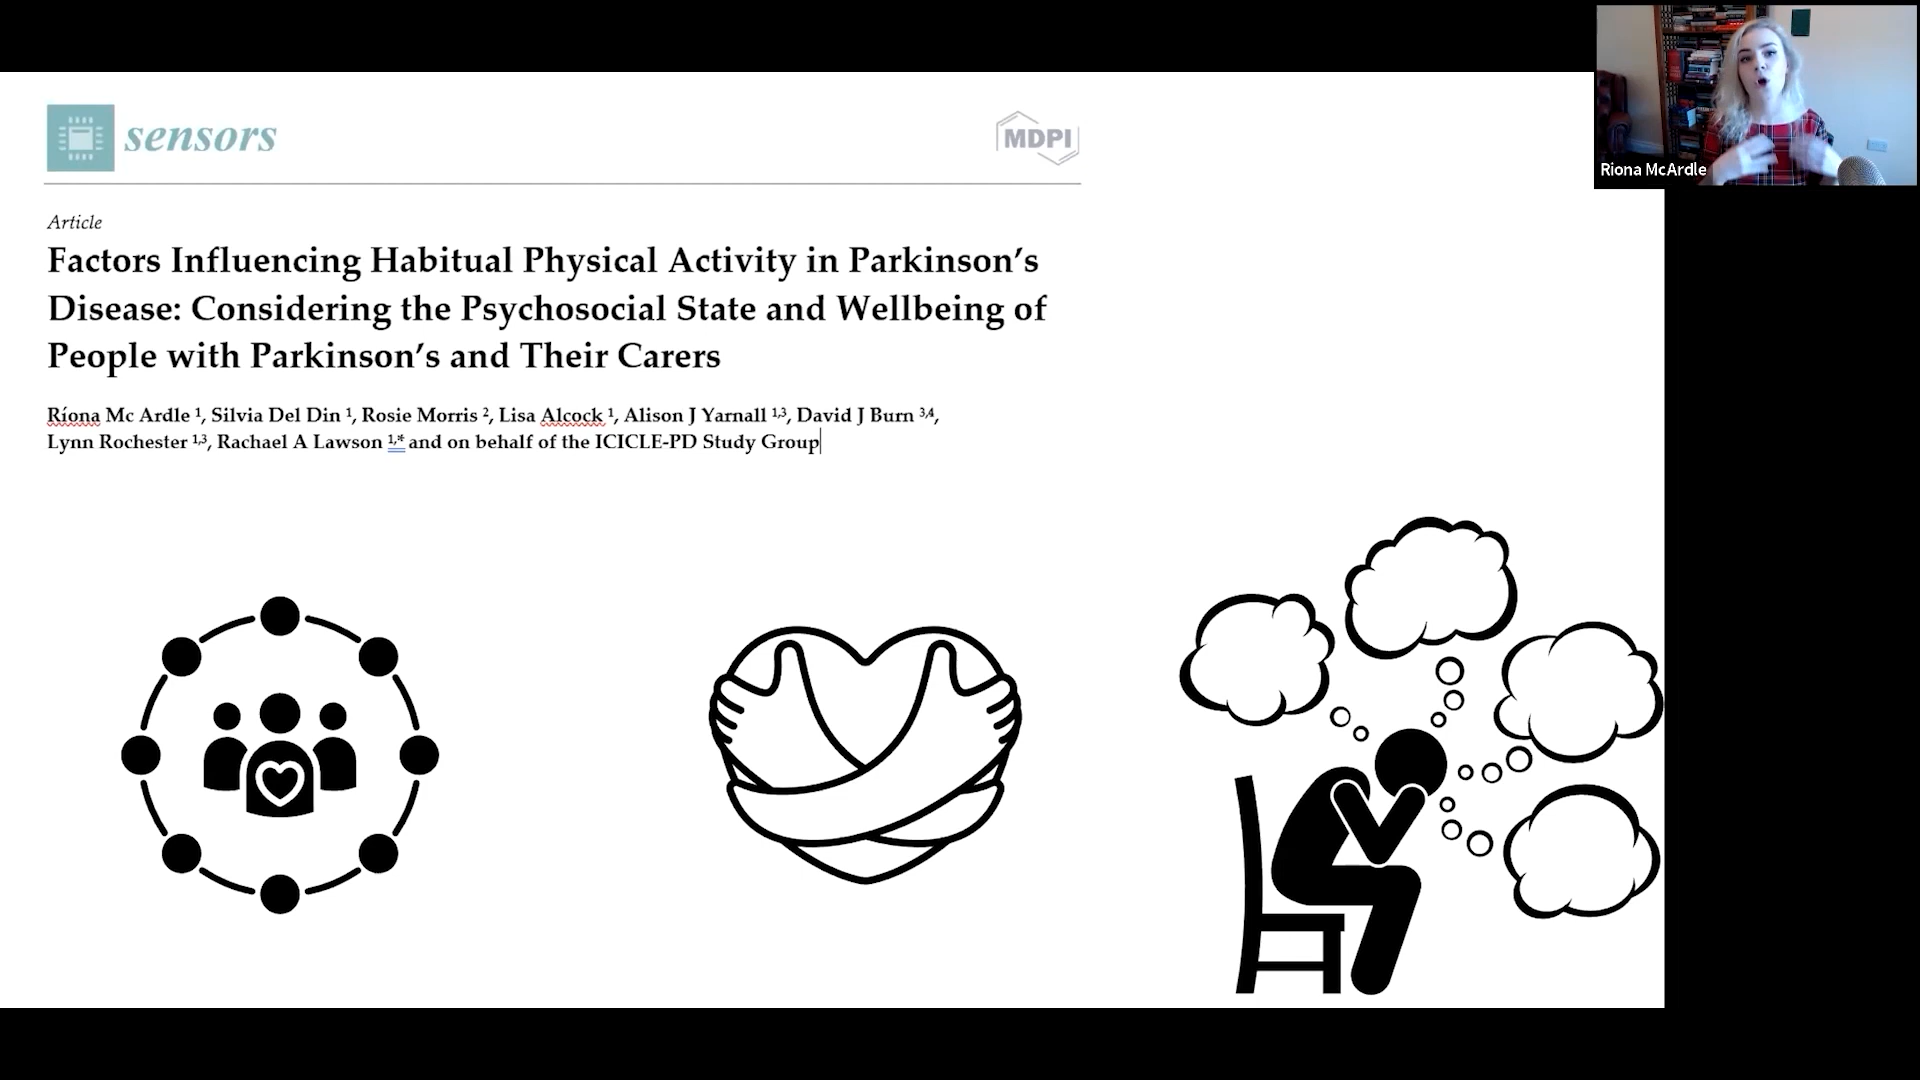 Riona McArdle
sensors
MDPI
Article
Factors Influencing Habitual Physical Activity in Parkinson’s
Disease: Considering the Psychosocial State and Wellbeing of
People with Parkinson’s and Their Carers
Ríona Mc Ardle ¹, Silvia Del Din ¹, Rosie Morris ², Lisa Alcock ¹, Alison J Yarnall ¹,³, David J Burn ³,⁴,
Lynn Rochester ¹,³, Rachael A Lawson ¹,* and on behalf of the ICICLE-PD Study Group